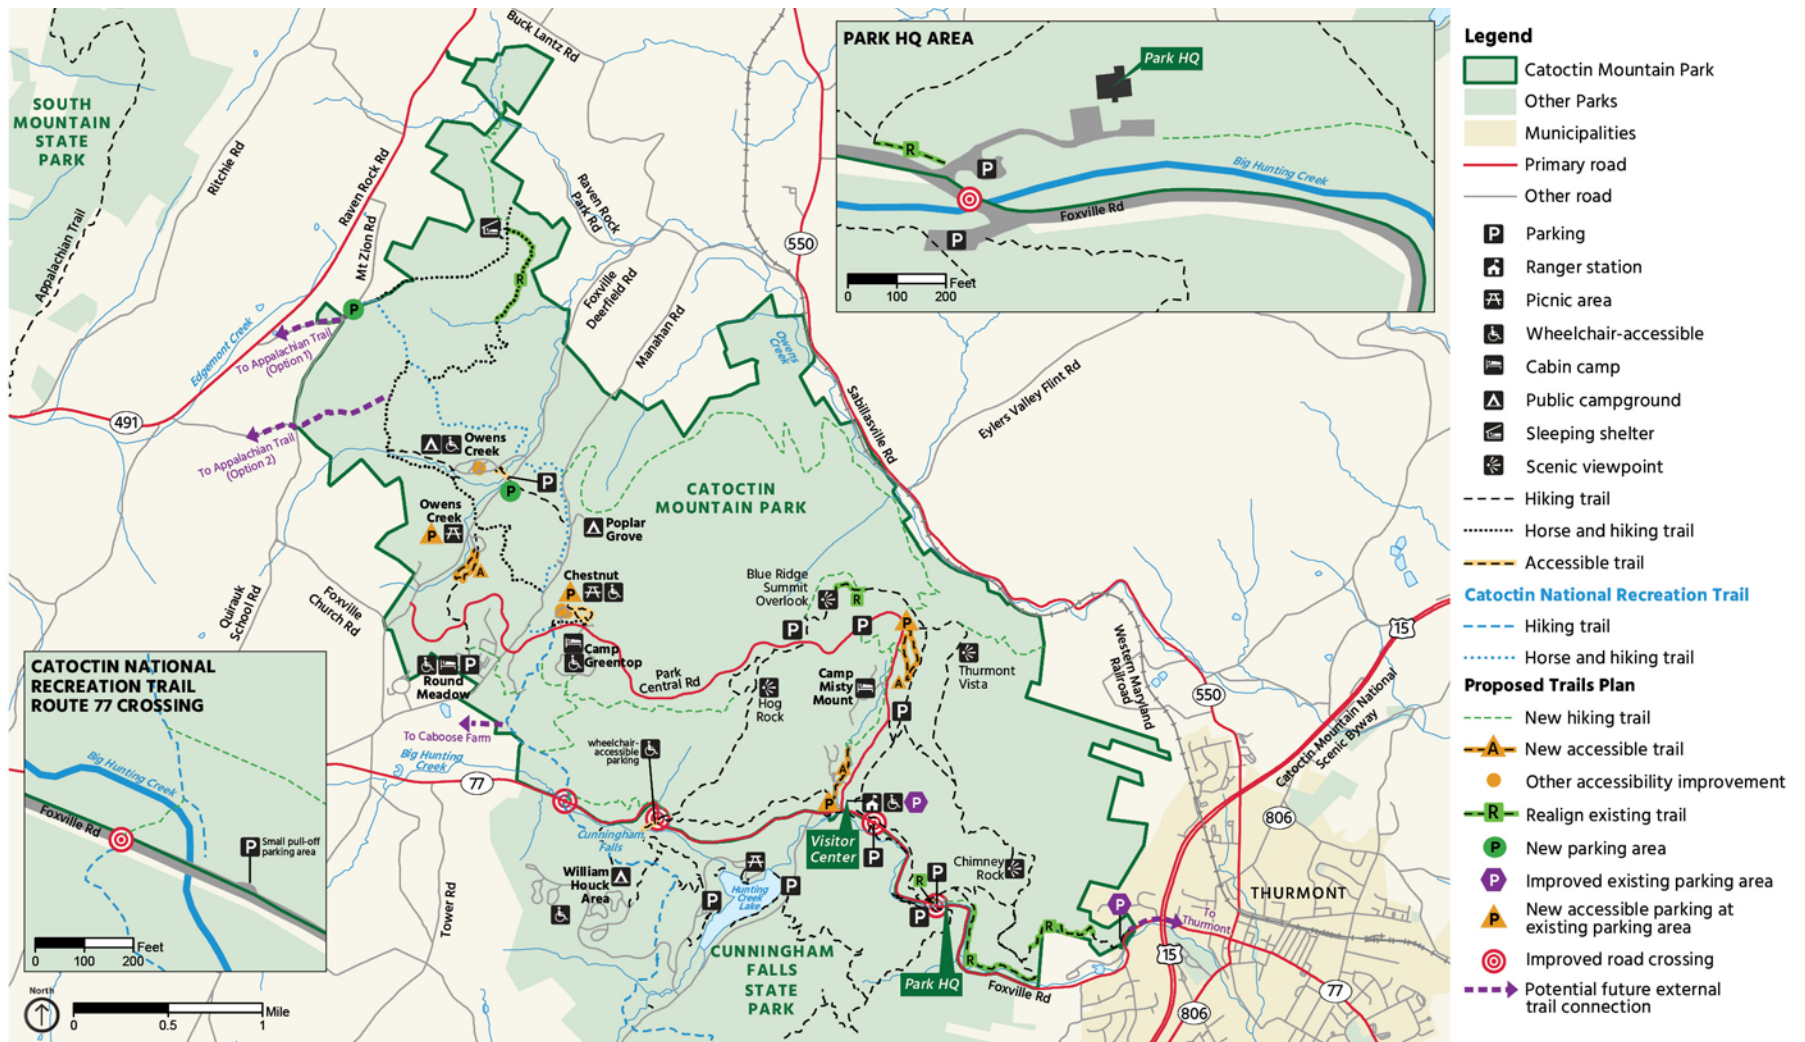 Buck Lantz Rd
SOUTH
MOUNTAIN
STATE
PARK
Ritchie Rd
Raven Rock Rd
Mt Zion Rd
Appalachian Trail
Raven Rock
Park Rd
550
Foxville
Deerfield Rd
Manahan Rd
Owens
Creek
Edgemont Creek
P
To Appalachian Trail
(Option 1)
R
491
To Appalachian Trail
(Option 2)
Sabillasville Rd
Eylers Valley Flint Rd
Owens
Creek
P
P
CATOCTIN
MOUNTAIN PARK
Owens
Creek
P
A
Poplar
Grove
Chestnut
P
Blue Ridge
Summit
Overlook
R
P
P
P
Quirauk
School Rd
Foxville
Church Rd
Camp
Greentop
P
Round
Meadow
Park
Central Rd
Hog
Rock
Camp
Misty
Mount
A
P
Thurmont
Vista
Western Maryland
Railroad
550
15
Catoctin Mountain National
Scenic Byway
To Caboose Farm
Big Hunting
Creek
77
wheelchair-
accessible
parking
A
P
P
Visitor
Center
P
Cunningham
Falls
806
William
Houck
Area
Hunting
Creek
Lake
P
P
R
P
P
Chimney
Rock
THURMONT
P
To
Thurmont
R
R
15
Tower Rd
CUNNINGHAM
FALLS
STATE
PARK
Park HQ
Foxville Rd
77
806
North
0
0.5
1
Mile
PARK HQ AREA
Park HQ
R
P
Big Hunting Creek
Foxville Rd
P
0
100
200
Feet
CATOCTIN NATIONAL
RECREATION TRAIL
ROUTE 77 CROSSING
Big Hunting Creek
Foxville Rd
P
Small pull-off
parking area
0
100
200
Feet
Legend
Catoctin Mountain Park
Other Parks
Municipalities
Primary road
Other road
P Parking
Ranger station
Picnic area
Wheelchair-accessible
Cabin camp
Public campground
Sleeping shelter
Scenic viewpoint
Hiking trail
Horse and hiking trail
Accessible trail
Catoctin National Recreation Trail
Hiking trail
Horse and hiking trail
Proposed Trails Plan
New hiking trail
A New accessible trail
Other accessibility improvement
R Realign existing trail
P New parking area
P Improved existing parking area
P New accessible parking at
existing parking area
Improved road crossing
Potential future external
trail connection